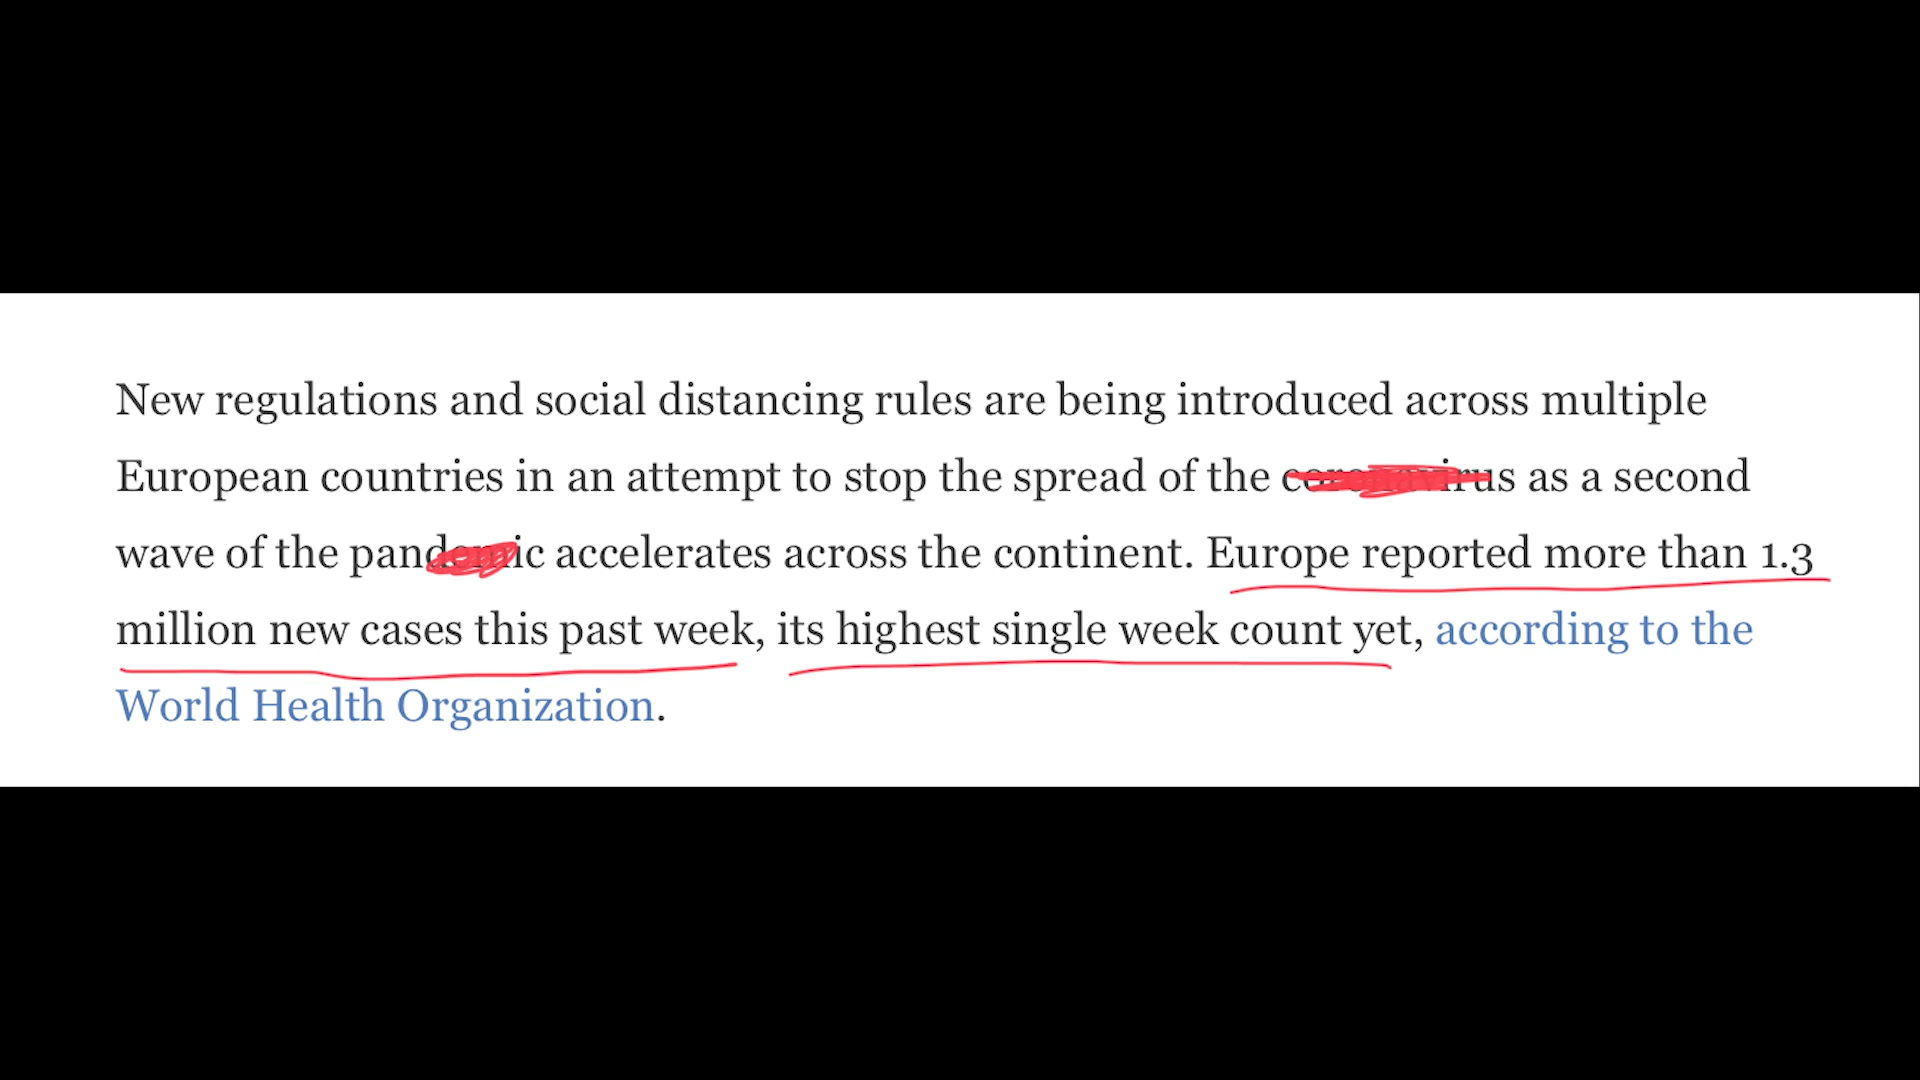 New regulations and social distancing rules are being introduced across multiple
European countries in an attempt to stop the spread of the coronavirus as a second
wave of the pandemic accelerates across the continent. Europe reported more than 1.3
million new cases this past week, its highest single week count yet, according to the
World Health Organization.